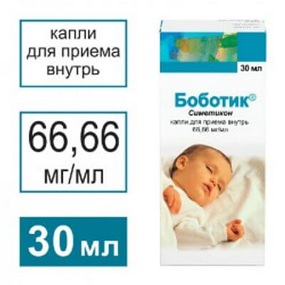 капли
для приема
внутрь
66,66
мг/мл
30 мл
30 мл
Боботик®
Симетикон
капли для приема внутрь
66,66 мг/мл